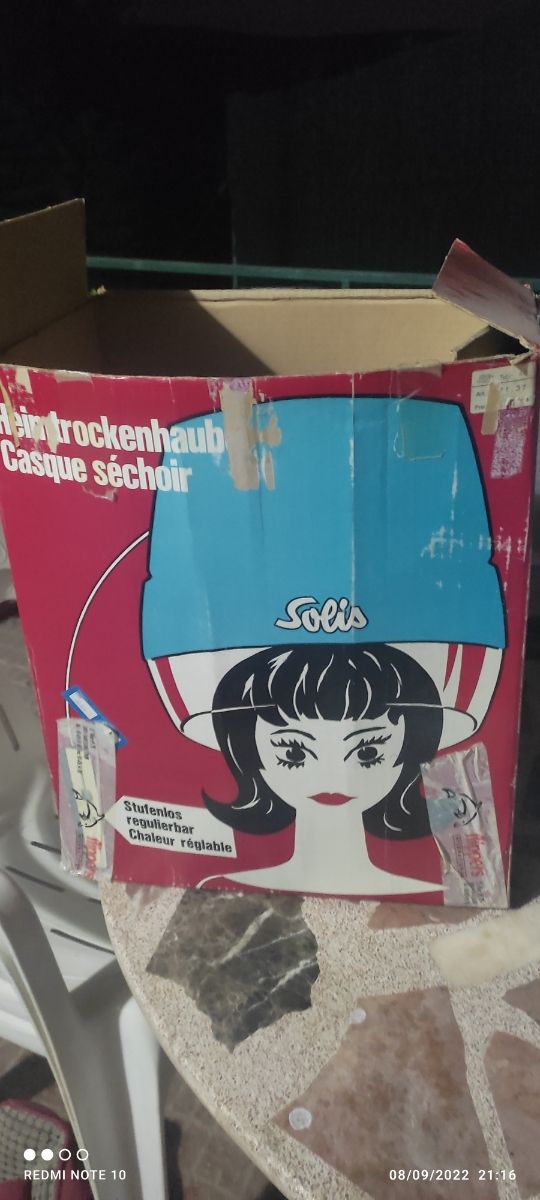 Heimtrockenhaub
Casque séchoir
Solis
Stufenlos
regulierbar
Chaleur réglable
REDMI NOTE 10
08/09/2022 21:16